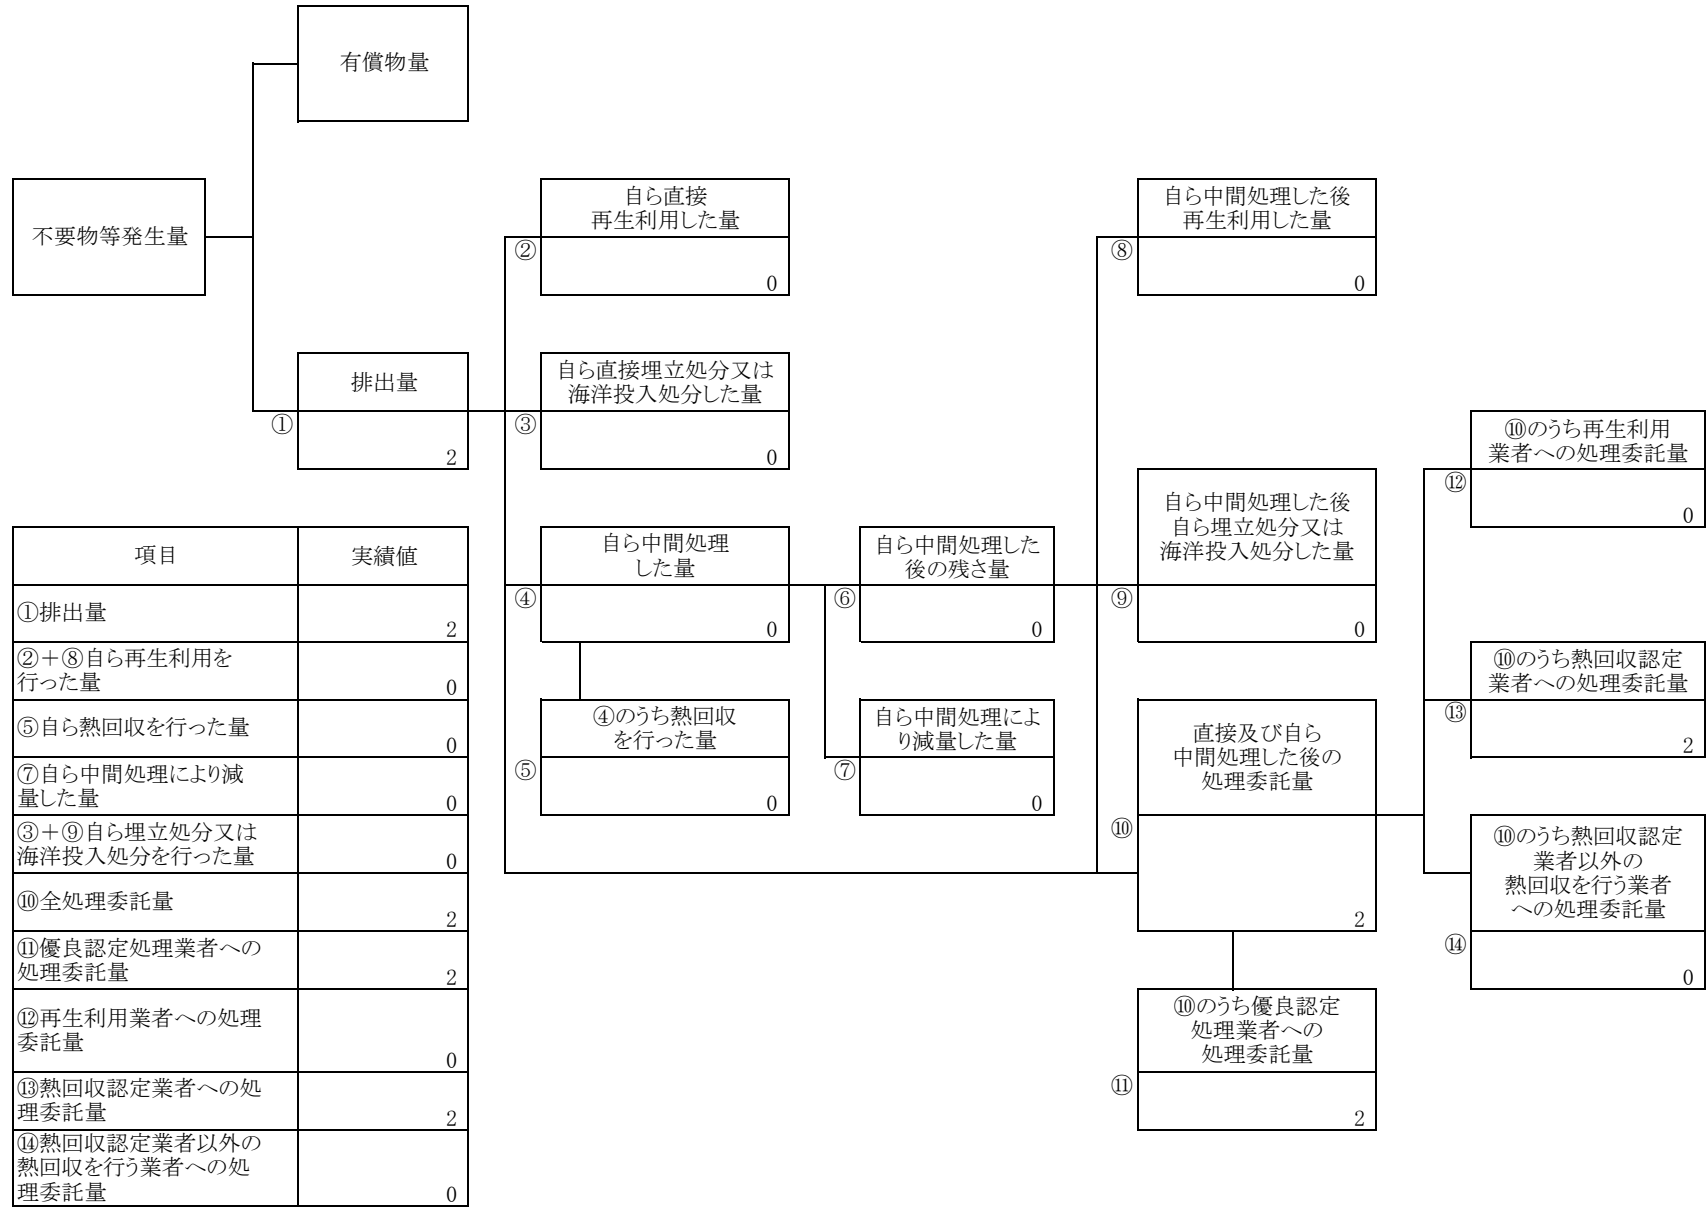 有償物量
不要物等発生量
排出量
①
2
自ら直接
再生利用した量
②
0
自ら直接埋立処分又は
海洋投入処分した量
③
0
自ら中間処理
した量
④
0
④のうち熱回収
を行った量
⑤
0
自ら中間処理した
後の残さ量
⑥
0
自ら中間処理によ
り減量した量
⑦
0
自ら中間処理した後
再生利用した量
⑧
0
自ら中間処理した後
自ら埋立処分又は
海洋投入処分した量
⑨
0
直接及び自ら
中間処理した後の
処理委託量
⑩
2
⑩のうち優良認定
処理業者への
処理委託量
⑪
2
⑩のうち再生利用
業者への処理委託量
⑫
0
⑩のうち熱回収認定
業者への処理委託量
⑬
2
⑩のうち熱回収認定
業者以外の
熱回収を行う業者
への処理委託量
⑭
0
項目 実績値
①排出量
2
②＋⑧自ら再生利用を
行った量
0
⑤自ら熱回収を行った量
0
⑦自ら中間処理により減
量した量
0
③＋⑨自ら埋立処分又は
海洋投入処分を行った量
0
⑩全処理委託量
2
⑪優良認定処理業者への
処理委託量
2
⑫再生利用業者への処理
委託量
0
⑬熱回収認定業者への処
理委託量
2
⑭熱回収認定業者以外の
熱回収を行う業者への処
理委託量
0